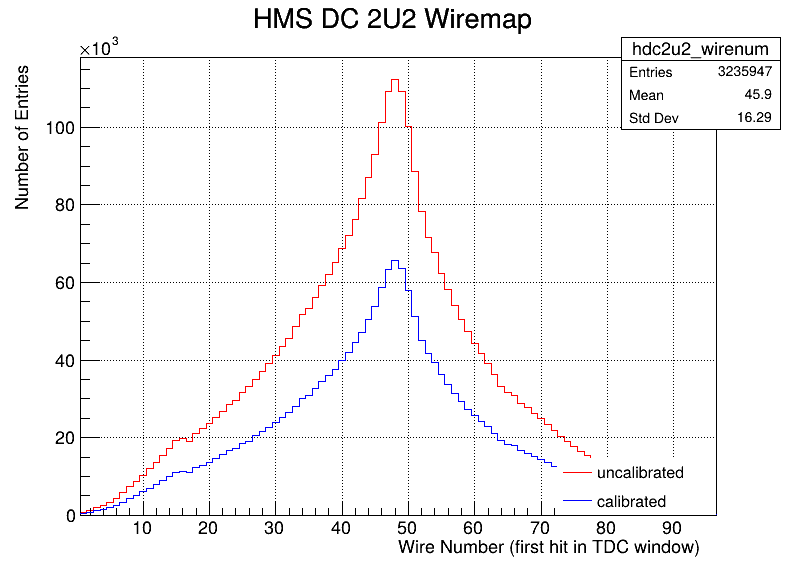 HMS DC 2U2 Wiremap
×10³
hdc2u2_wirenum
Entries 3235947
Mean 45.9
Std Dev 16.29
Number of Entries
100
80
60
40
20
0
uncalibrated
calibrated
10 20 30 40 50 60 70 80 90
Wire Number (first hit in TDC window)